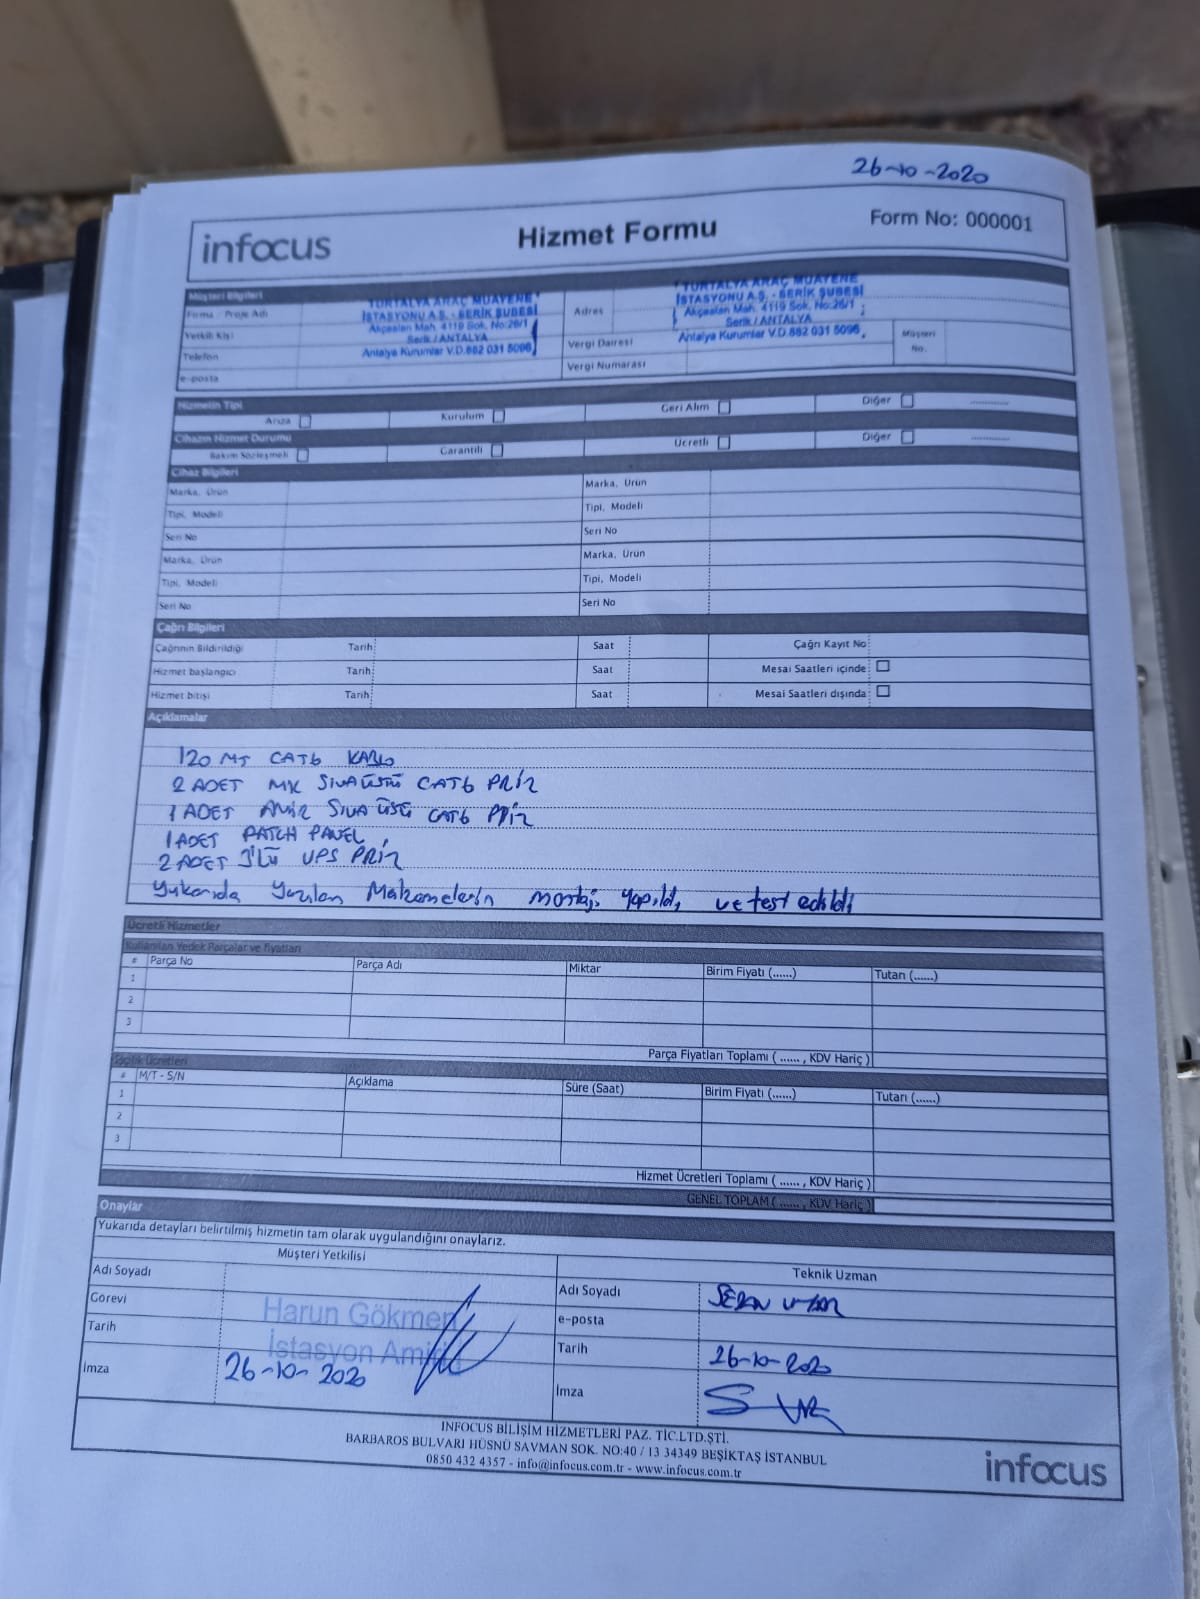 26-10-2020
infocus Hizmet Formu Form No: 000001
Müşteri Bilgileri
Firma / Proje Adı
Yetkili Kişi
Telefon
e-posta
TÜRTALYA ARAÇ MUAYENE
İSTASYONU A.Ş. - SERİK ŞUBESİ
Akçaalan Mah. 4119 Sok. No:26/1
Serik / ANTALYA
Antalya Kurumlar V.D.882 031 5096
Adres
Vergi Dairesi
Vergi Numarası
TÜRTALYA ARAÇ MUAYENE
İSTASYONU A.Ş. - SERİK ŞUBESİ
Akçaalan Mah. 4119 Sok. No:26/1
Serik / ANTALYA
Antalya Kurumlar V.D.882 031 5096
Müşteri
No.
Hizmetin Tipi
Arıza Kurulum Geri Alım Diğer ............
Cihazın Hizmet Durumu
Bakım Sözleşmeli Garantili Ücretli Diğer ............
Cihaz Bilgileri
Marka, Ürün Marka, Ürün
Tipi, Modeli Tipi, Modeli
Seri No Seri No
Marka, Ürün Marka, Ürün
Tipi, Modeli Tipi, Modeli
Seri No Seri No
Çağrı Bilgileri
Çağrının Bildirildiği Tarih Saat Çağrı Kayıt No
Hizmet başlangıcı Tarih Saat Mesai Saatleri içinde
Hizmet bitişi Tarih Saat Mesai Saatleri dışında
Açıklamalar
120 MT CAT6 KABLO
2 ADET MK SIVAÜSTÜ CAT6 PRİZ
1 ADET AMİR SIVA ÜSTÜ CAT6 PRİZ
1 ADET PATCH PANEL
2 ADET 3'LÜ UPS PRİZ
Yukarıda Yazılan Malzemelerin montajı yapıldı ve test edildi
Ücretli Hizmetler
Kullanılan Yedek Parçalar ve fiyatları
# Parça No Parça Adı Miktar Birim Fiyatı (......) Tutarı (......)
1
2
3
Parça Fiyatları Toplamı ( ...... , KDV Hariç )
İşçilik Ücretleri
# M/T - S/N Açıklama Süre (Saat) Birim Fiyatı (......) Tutarı (......)
1
2
3
Hizmet Ücretleri Toplamı ( ...... , KDV Hariç )
GENEL TOPLAM ( ...... , KDV Hariç )
Onaylar
Yukarıda detayları belirtilmiş hizmetin tam olarak uygulandığını onaylarız.
Müşteri Yetkilisi
Adı Soyadı
Görevi
Tarih
İmza
Harun Gökmen
İstasyon Amiri
26-10-2020
Teknik Uzman
Adı Soyadı
e-posta
Tarih 26-10-2020
İmza
INFOCUS BİLİŞİM HİZMETLERİ PAZ. TİC.LTD.ŞTİ.
BARBAROS BULVARI HÜSNÜ SAVMAN SOK. NO:40 / 13 34349 BEŞİKTAŞ İSTANBUL
0850 432 4357 - info@infocus.com.tr - www.infocus.com.tr
infocus